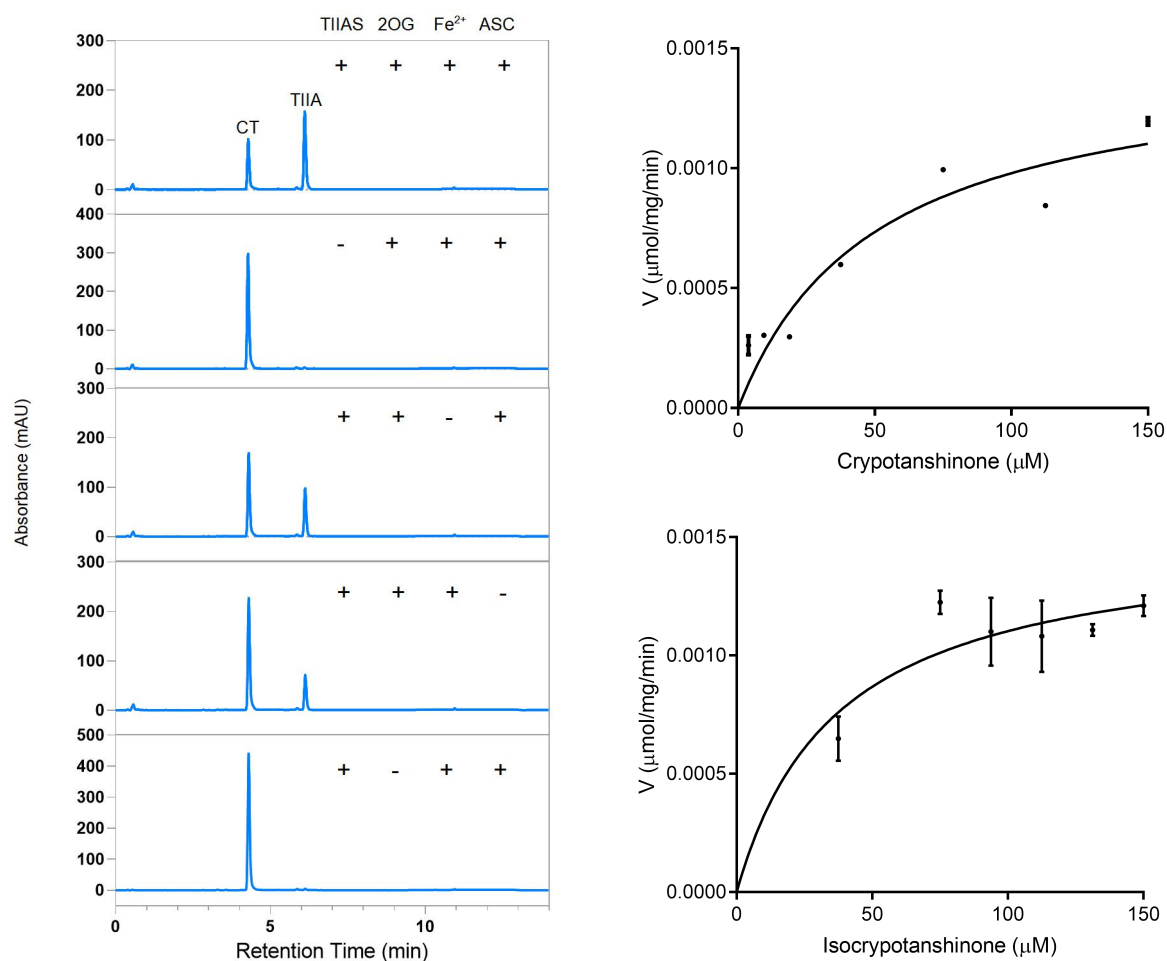 TIIAS 2OG Fe²⁺ ASC
300
200
100
0
CT
TIIA
+ + + +
400
300
200
100
0
- + + +
300
200
100
0
+ + - +
300
200
100
0
+ + + -
500
400
300
200
100
0
+ - + +
0 5 10
Retention Time (min)
Absorbance (mAU)
0.0015
0.0010
0.0005
0.0000
V (μmol/mg/min)
0 50 100 150
Crypotanshinone (μM)
0.0015
0.0010
0.0005
0.0000
V (μmol/mg/min)
0 50 100 150
Isocrypotanshinone (μM)